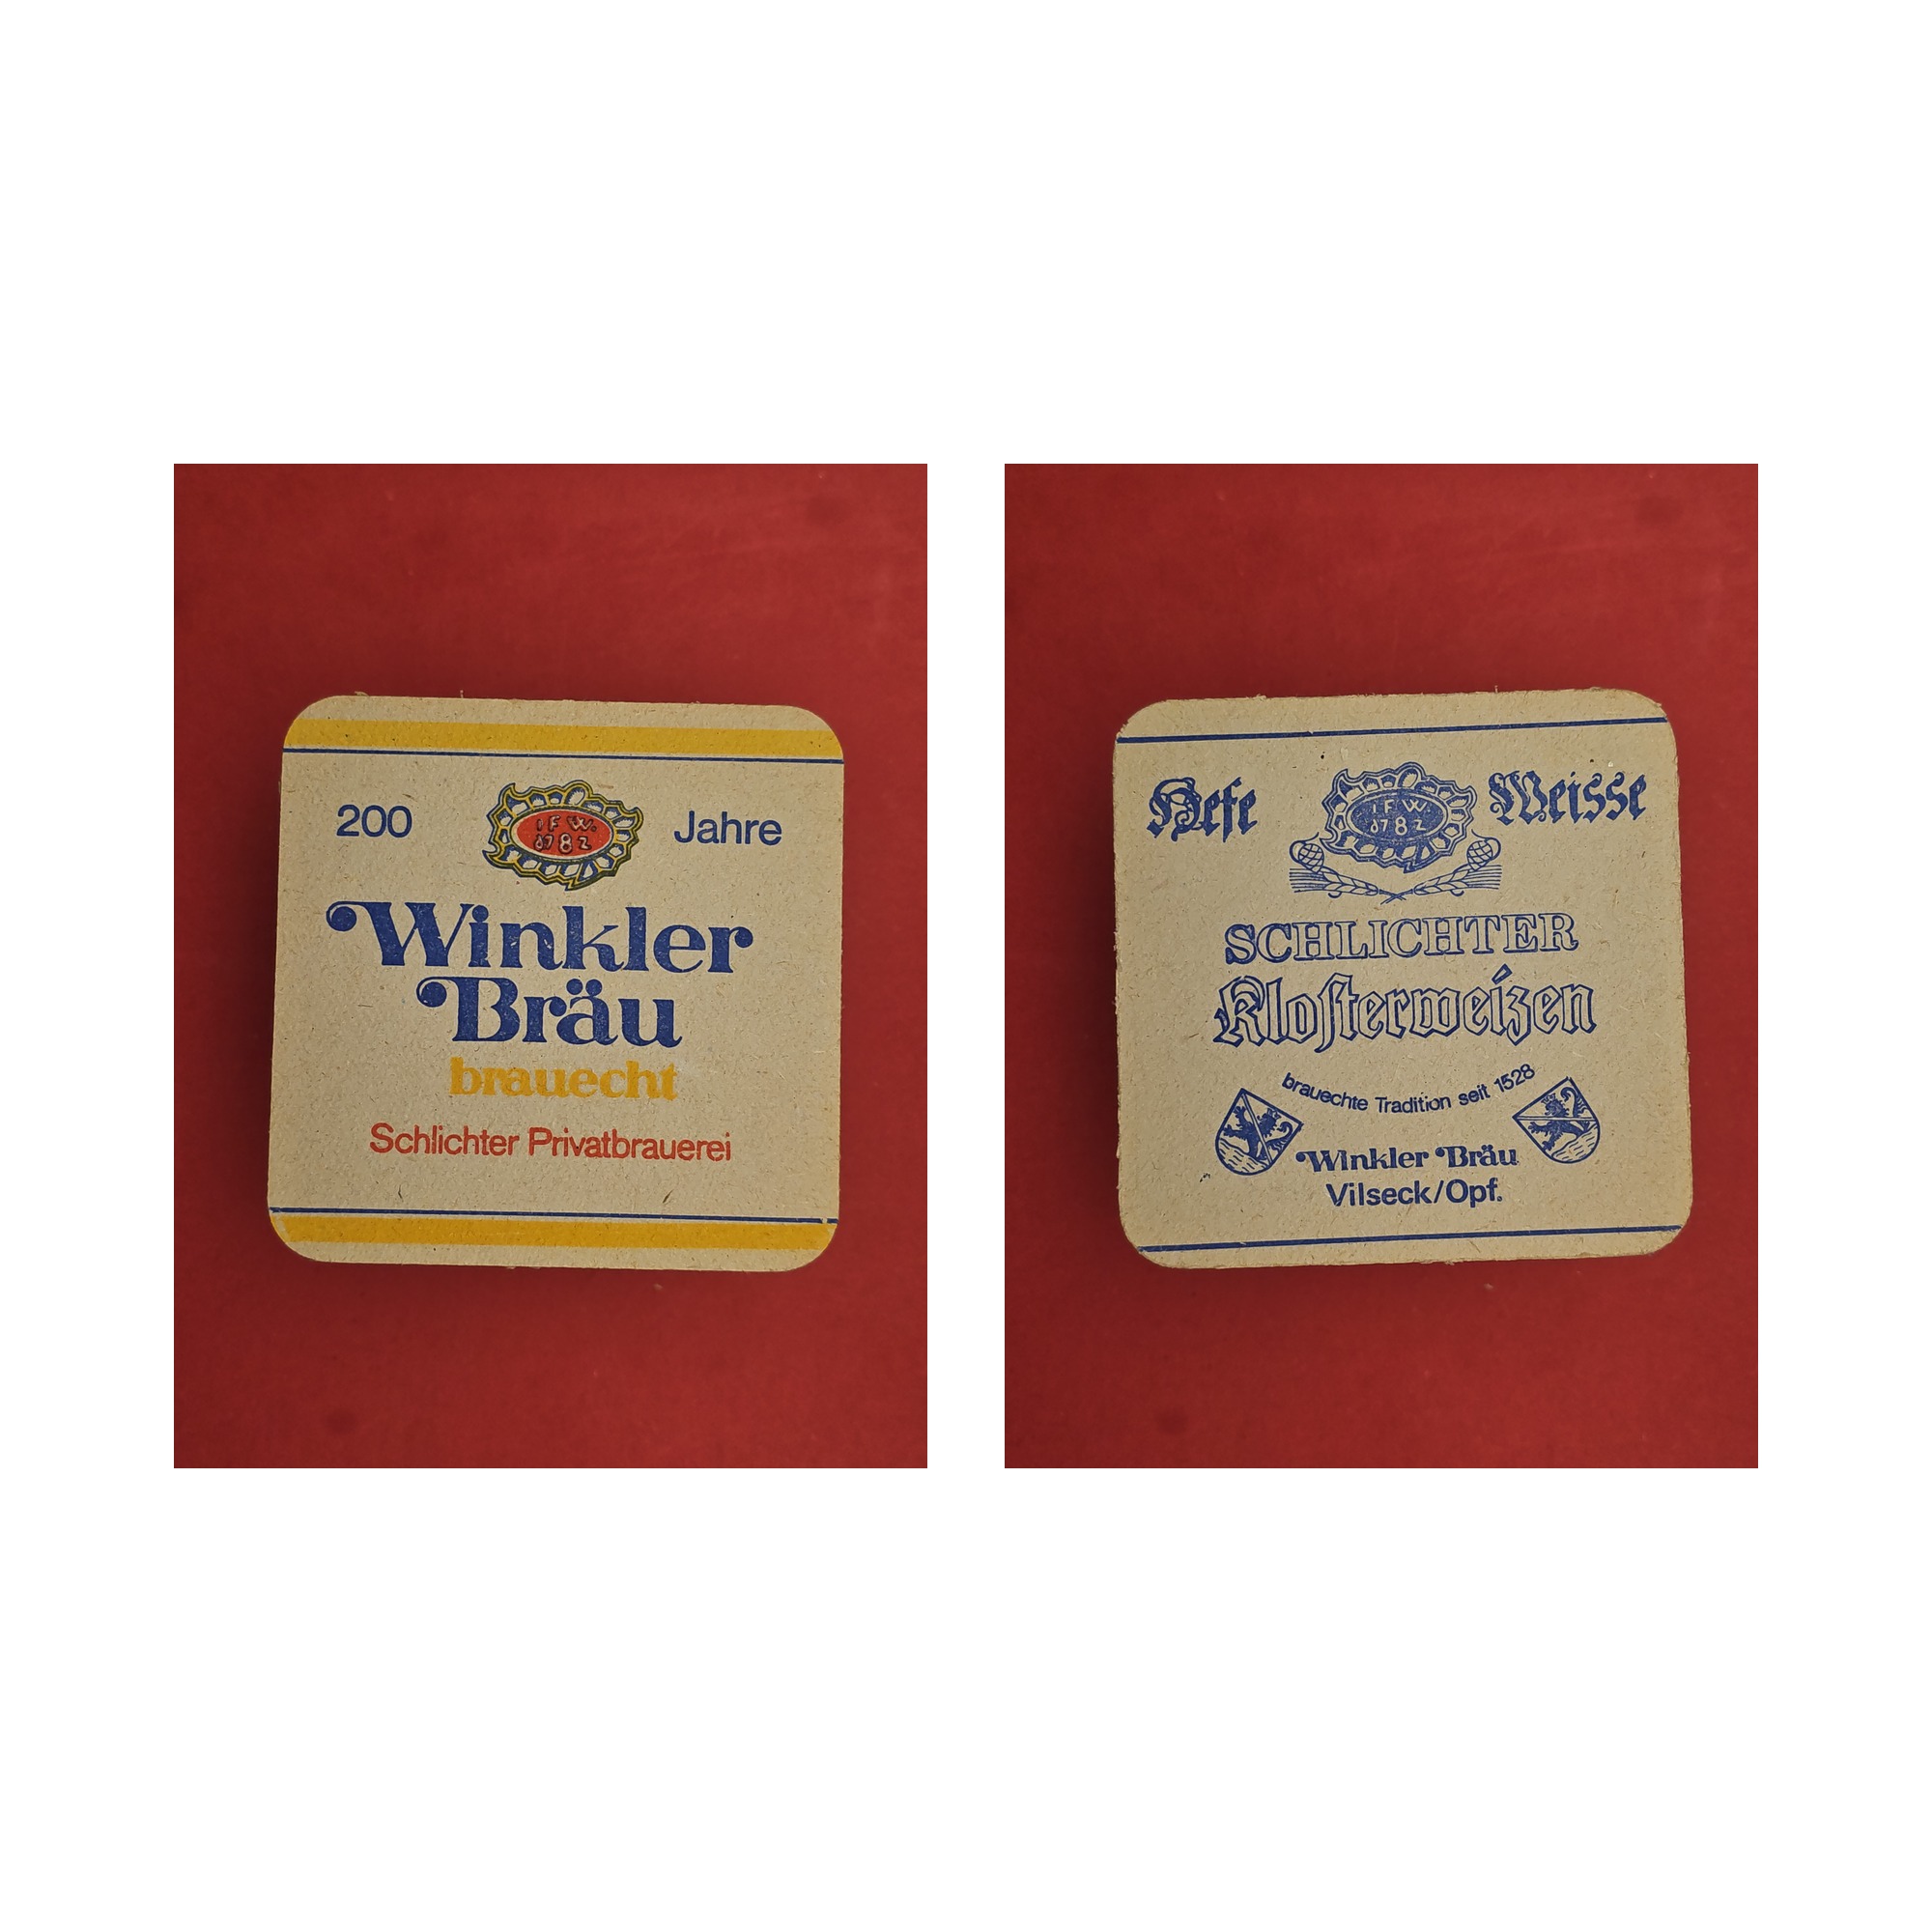 200 Jahre
I F W.
1782
Winkler
Bräu
brauecht
Schlichter Privatbrauerei
Hefe Weisse
I F W.
1782
SCHLICHTER
Kloſterweizen
brauechte Tradition seit 1528
Winkler Bräu
Vilseck/Opf.